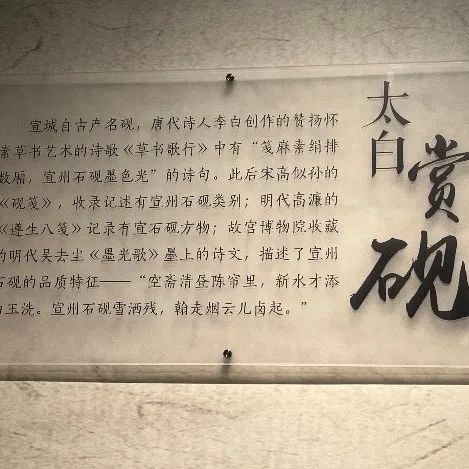 太白
赏砚
宣城自古产名砚，唐代诗人李白创作的赞扬怀
素草书艺术的诗歌《草书歌行》中有“笺麻素绢排
数厢，宣州石砚墨色光”的诗句。此后宋高似孙的
《砚笺》，收录记述有宣州石砚类别；明代高濂的
《遵生八笺》记录有宣石砚方物；故宫博物院收藏
的明代吴去尘《墨光歌》墨上的诗文，描述了宣州
石砚的品质特征——“空斋清昼陈帘里，新水才添
白玉洗。宣州石砚雪洒残，翰走烟云儿卤起。”